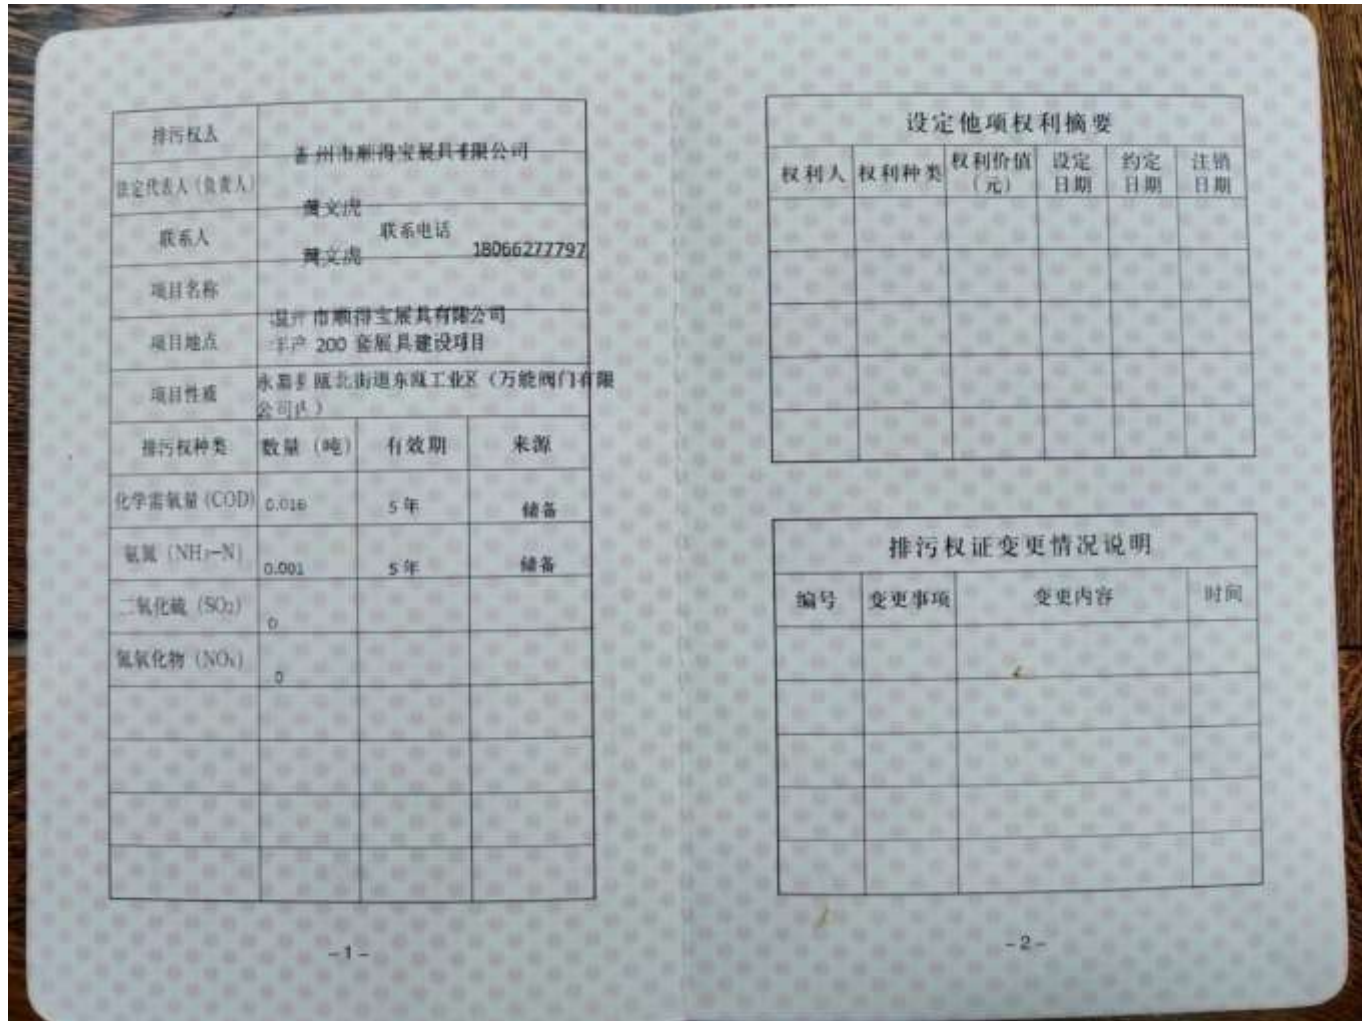 排污权人
温州市顺得宝展具有限公司
法定代表人(负责人)
黄文虎
联系人
联系电话
黄文虎
18066277797
项目名称
温州市顺得宝展具有限公司
项目地点
年产 200 套展具建设项目
项目性质
永嘉县瓯北街道东瓯工业区（万能阀门有限
公司内）
排污权种类 数量（吨） 有效期 来源
化学需氧量(COD) 0.016 5 年 储备
氨氮（NH₃-N） 0.001 5 年 储备
二氧化硫（SO₂） 0
氮氧化物（NOₓ） 0
-1-
设定他项权利摘要
权利人 权利种类 权利价值（元） 设定日期 约定日期 注销日期
排污权证变更情况说明
编号 变更事项 变更内容 时间
-2-